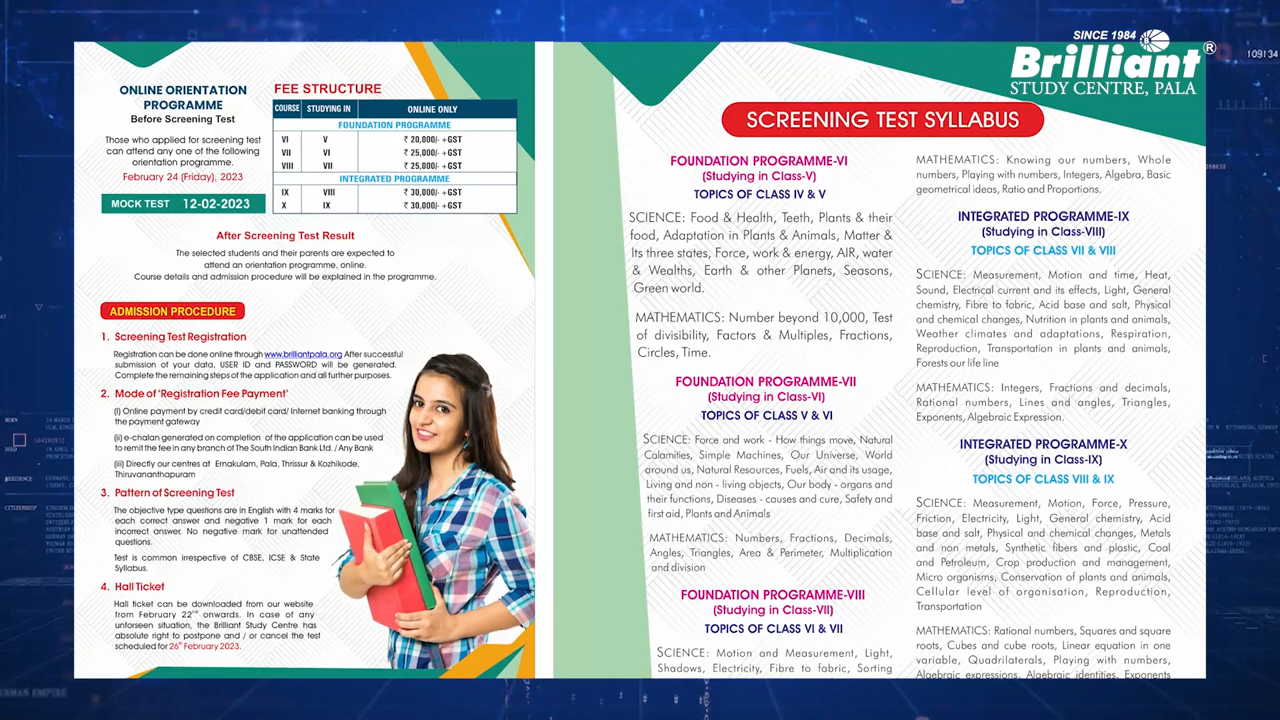 SINCE 1984
Brilliant®
STUDY CENTRE, PALA
ONLINE ORIENTATION
PROGRAMME
Before Screening Test
Those who applied for screening test
can attend any one of the following
orientation programme.
February 24 (Friday), 2023
MOCK TEST 12-02-2023
FEE STRUCTURE
COURSE STUDYING IN ONLINE ONLY
FOUNDATION PROGRAMME
VI V ₹ 20,000/- +GST
VII VI ₹ 25,000/- +GST
VIII VII ₹ 25,000/- +GST
INTEGRATED PROGRAMME
IX VIII ₹ 30,000/- +GST
X IX ₹ 30,000/- +GST
After Screening Test Result
The selected students and their parents are expected to
attend an orientation programme, online.
Course details and admission procedure will be explained in the programme.
ADMISSION PROCEDURE
1. Screening Test Registration
Registration can be done online through www.brilliantpala.org After successful
submission of your data, USER ID and PASSWORD will be generated.
Complete the remaining steps of the application and all further purposes.
2. Mode of 'Registration Fee Payment'
(i) Online payment by credit card/debit card/ Internet banking through
the payment gateway
(ii) e-chalan generated on completion of the application can be used
to remit the fee in any branch of The South Indian Bank Ltd. / Any Bank
(iii) Directly our centres at Ernakulam, Pala, Thrissur & Kozhikode,
Thiruvananthapuram
3. Pattern of Screening Test
The objective type questions are in English with 4 marks for
each correct answer and negative 1 mark for each
incorrect answer. No negative mark for unattended
questions.
Test is common irrespective of CBSE, ICSE & State
Syllabus.
4. Hall Ticket
Hall ticket can be downloaded from our website
from February 22nd onwards. In case of any
unforseen situation, the Brilliant Study Centre has
absolute right to postpone and / or cancel the test
scheduled for 26th February 2023.
SCREENING TEST SYLLABUS
FOUNDATION PROGRAMME-VI
(Studying in Class-V)
TOPICS OF CLASS IV & V
SCIENCE: Food & Health, Teeth, Plants & their
food, Adaptation in Plants & Animals, Matter &
Its three states, Force, work & energy, AIR, water
& Wealths, Earth & other Planets, Seasons,
Green world.
MATHEMATICS: Number beyond 10,000, Test
of divisibility, Factors & Multiples, Fractions,
Circles, Time.
FOUNDATION PROGRAMME-VII
(Studying in Class-VI)
TOPICS OF CLASS V & VI
SCIENCE: Force and work - How things move, Natural
Calamities, Simple Machines, Our Universe, World
around us, Natural Resources, Fuels, Air and its usage,
Living and non - living objects, Our body - organs and
their functions, Diseases - causes and cure, Safety and
first aid, Plants and Animals
MATHEMATICS: Numbers, Fractions, Decimals,
Angles, Triangles, Area & Perimeter, Multiplication
and division
FOUNDATION PROGRAMME-VIII
(Studying in Class-VII)
TOPICS OF CLASS VI & VII
SCIENCE: Motion and Measurement, Light,
Shadows, Electricity, Fibre to fabric, Sorting
MATHEMATICS: Knowing our numbers, Whole
numbers, Playing with numbers, Integers, Algebra, Basic
geometrical ideas, Ratio and Proportions.
INTEGRATED PROGRAMME-IX
(Studying in Class-VIII)
TOPICS OF CLASS VII & VIII
SCIENCE: Measurement, Motion and time, Heat,
Sound, Electrical current and its effects, Light, General
chemistry, Fibre to fabric, Acid base and salt, Physical
and chemical changes, Nutrition in plants and animals,
Weather climates and adaptations, Respiration,
Reproduction, Transportation in plants and animals,
Forests our life line
MATHEMATICS: Integers, Fractions and decimals,
Rational numbers, Lines and angles, Triangles,
Exponents, Algebraic Expression.
INTEGRATED PROGRAMME-X
(Studying in Class-IX)
TOPICS OF CLASS VIII & IX
SCIENCE: Measurement, Motion, Force, Pressure,
Friction, Electricity, Light, General chemistry, Acid
base and salt, Physical and chemical changes, Metals
and non metals, Synthetic fibers and plastic, Coal
and Petroleum, Crop production and management,
Micro organisms, Conservation of plants and animals,
Cellular level of organisation, Reproduction,
Transportation
MATHEMATICS: Rational numbers, Squares and square
roots, Cubes and cube roots, Linear equation in one
variable, Quadrilaterals, Playing with numbers,
Algebraic expressions, Algebraic identities, Exponents